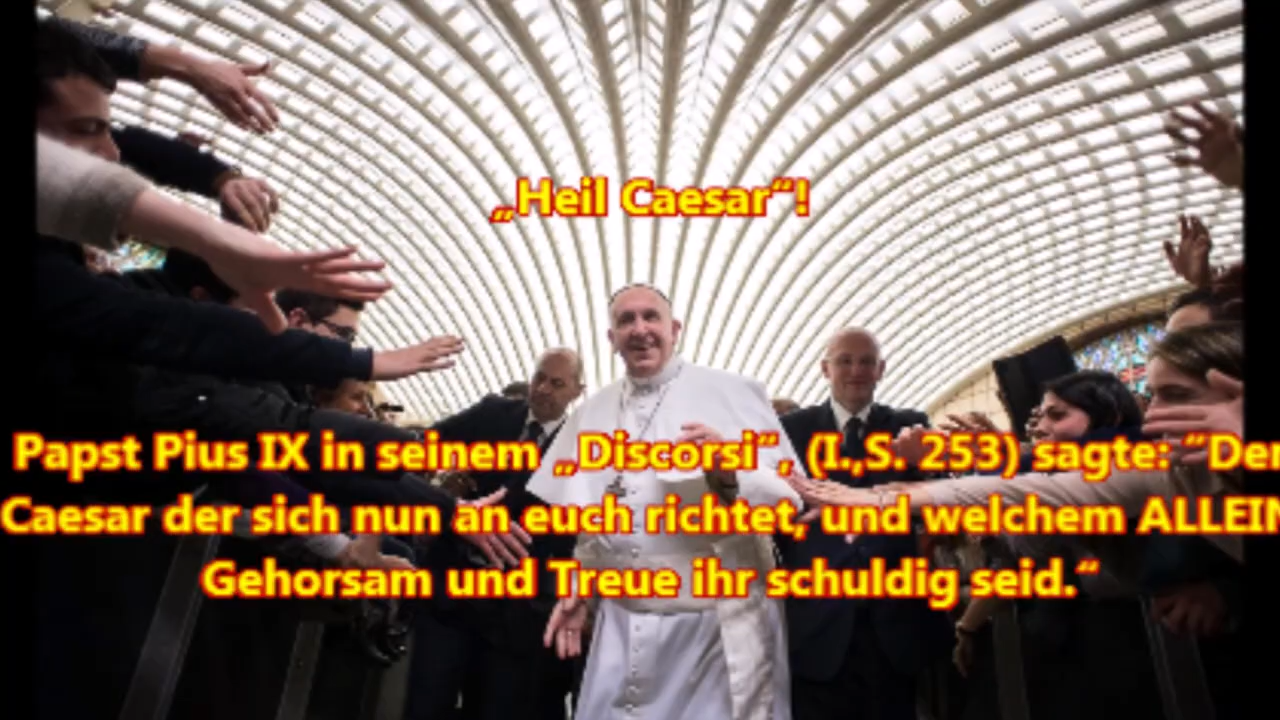 „Heil Caesar“!
Papst Pius IX in seinem „Discorsi“, (I.,S. 253) sagte: “Der
Caesar der sich nun an euch richtet, und welchem ALLEIN
Gehorsam und Treue ihr schuldig seid.“